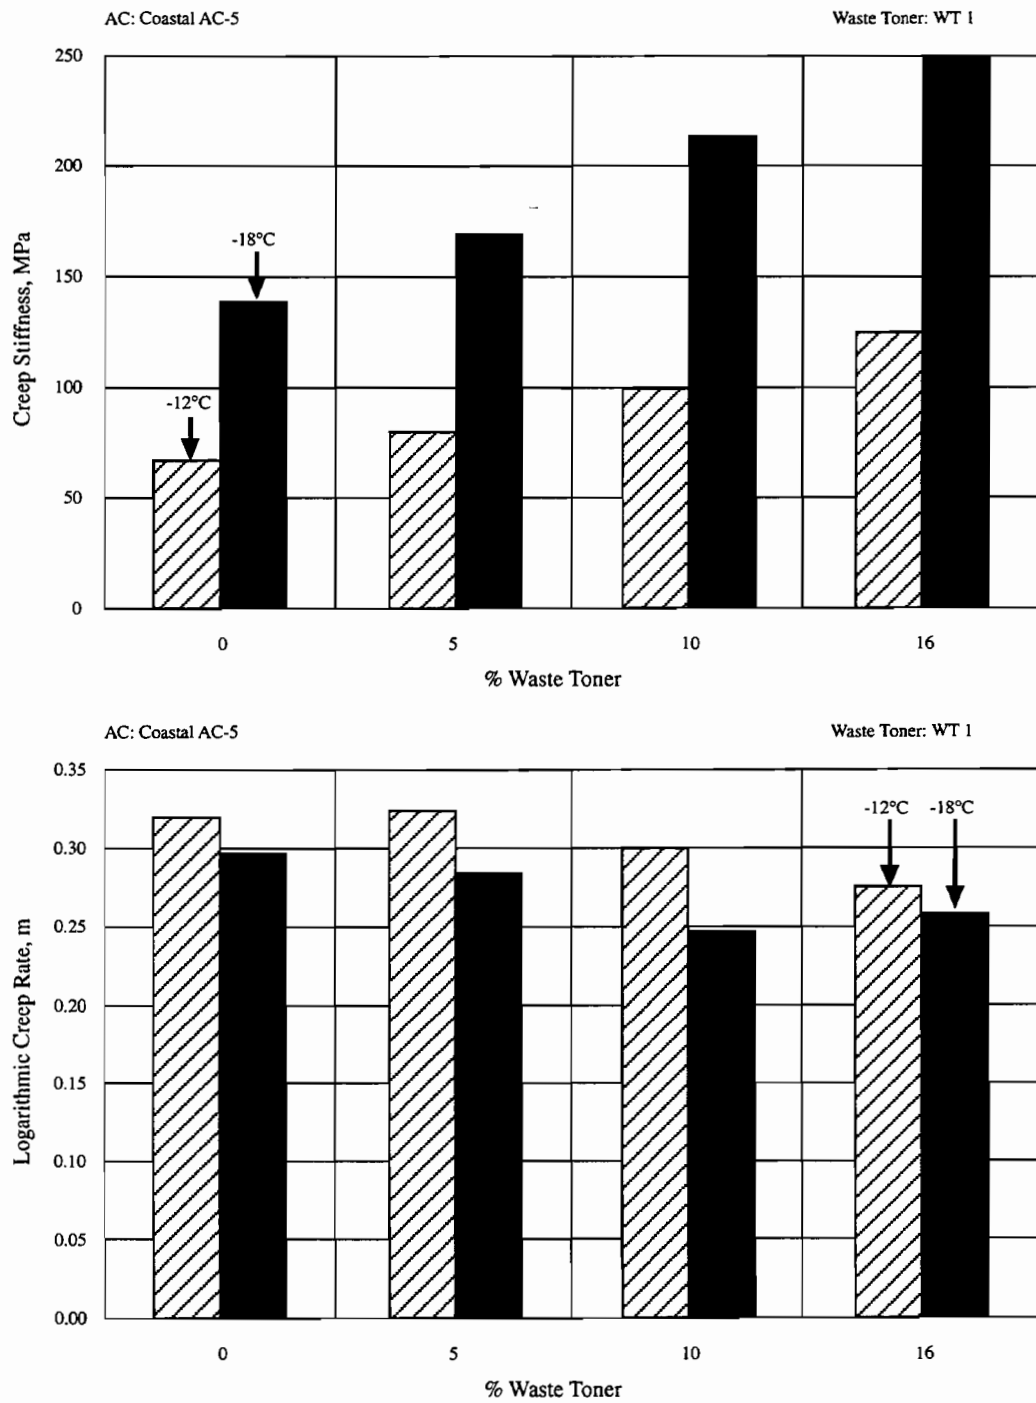 AC: Coastal AC-5 Waste Toner: WT 1
250
200
150
100
50
0
Creep Stiffness, MPa
-18°C
-12°C
0 5 10 16
% Waste Toner
AC: Coastal AC-5 Waste Toner: WT 1
0.35
0.30
0.25
0.20
0.15
0.10
0.05
0.00
Logarithmic Creep Rate, m
-12°C -18°C
0 5 10 16
% Waste Toner